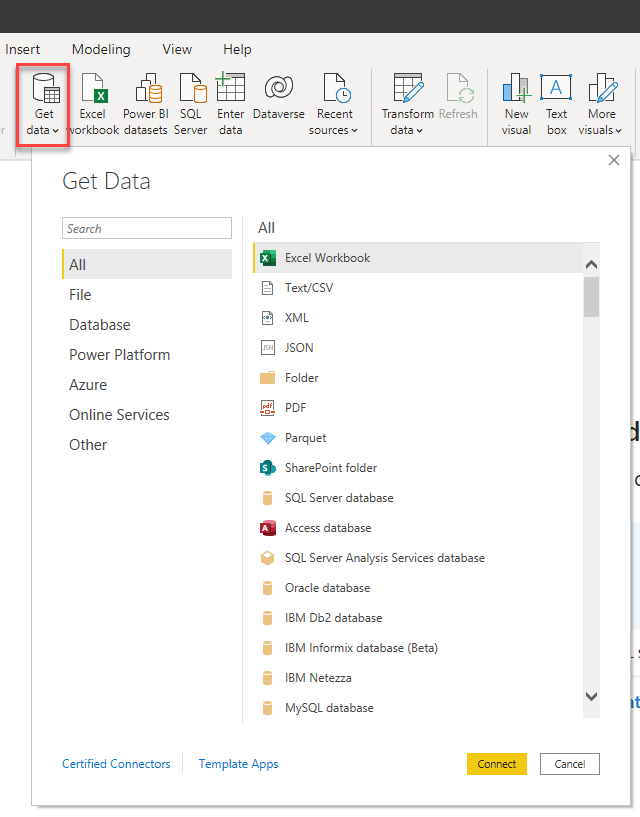 Insert Modeling View Help
Get data
Excel workbook
Power BI datasets
SQL Server
Enter data
Dataverse
Recent sources
Transform data
Refresh
New visual
Text box
More visuals
Get Data
Search
All
File
Database
Power Platform
Azure
Online Services
Other
All
Excel Workbook
Text/CSV
XML
JSON
Folder
PDF
Parquet
SharePoint folder
SQL Server database
Access database
SQL Server Analysis Services database
Oracle database
IBM Db2 database
IBM Informix database (Beta)
IBM Netezza
MySQL database
Certified Connectors Template Apps Connect Cancel